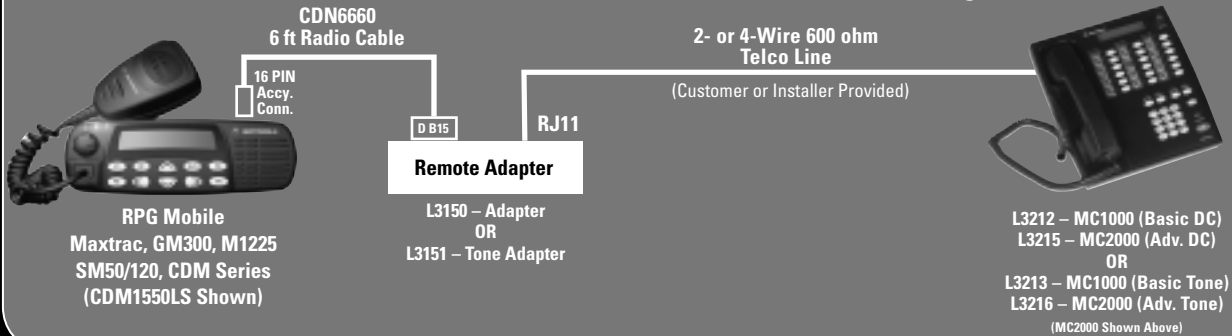 CDN6660
6 ft Radio Cable
16 PIN
Accy.
Conn.
2- or 4-Wire 600 ohm
Telco Line
(Customer or Installer Provided)
D B15
RJ11
Remote Adapter
L3150 – Adapter
OR
L3151 – Tone Adapter
RPG Mobile
Maxtrac, GM300, M1225
SM50/120, CDM Series
(CDM1550LS Shown)
L3212 – MC1000 (Basic DC)
L3215 – MC2000 (Adv. DC)
OR
L3213 – MC1000 (Basic Tone)
L3216 – MC2000 (Adv. Tone)
(MC2000 Shown Above)